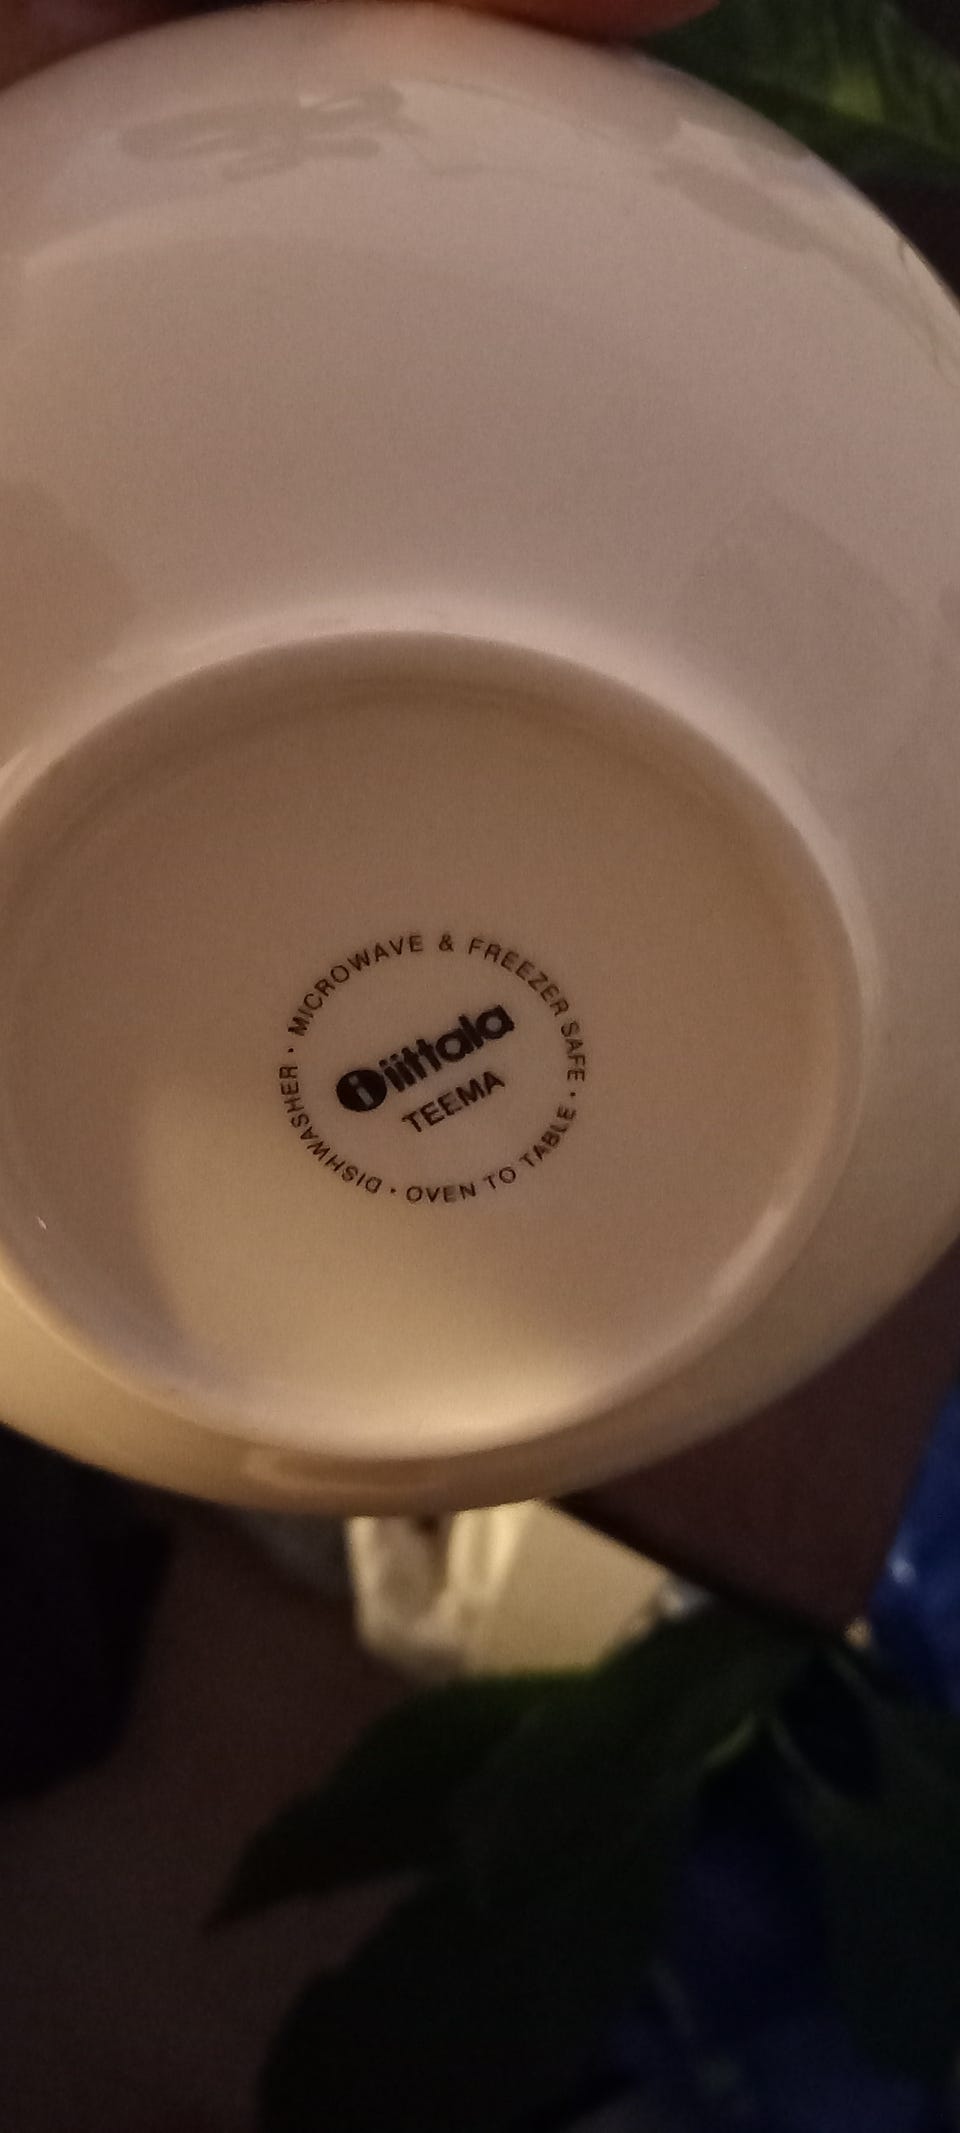 MICROWAVE & FREEZER SAFE · OVEN TO TABLE · DISHWASHER ·
i iittala
TEEMA